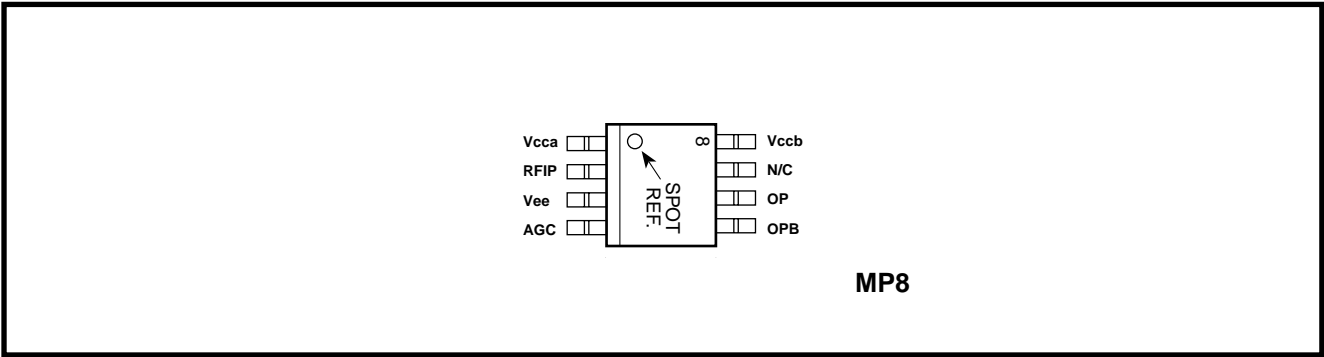 Vcca
RFIP
Vee
AGC
8
SPOT
REF.
Vccb
N/C
OP
OPB
MP8